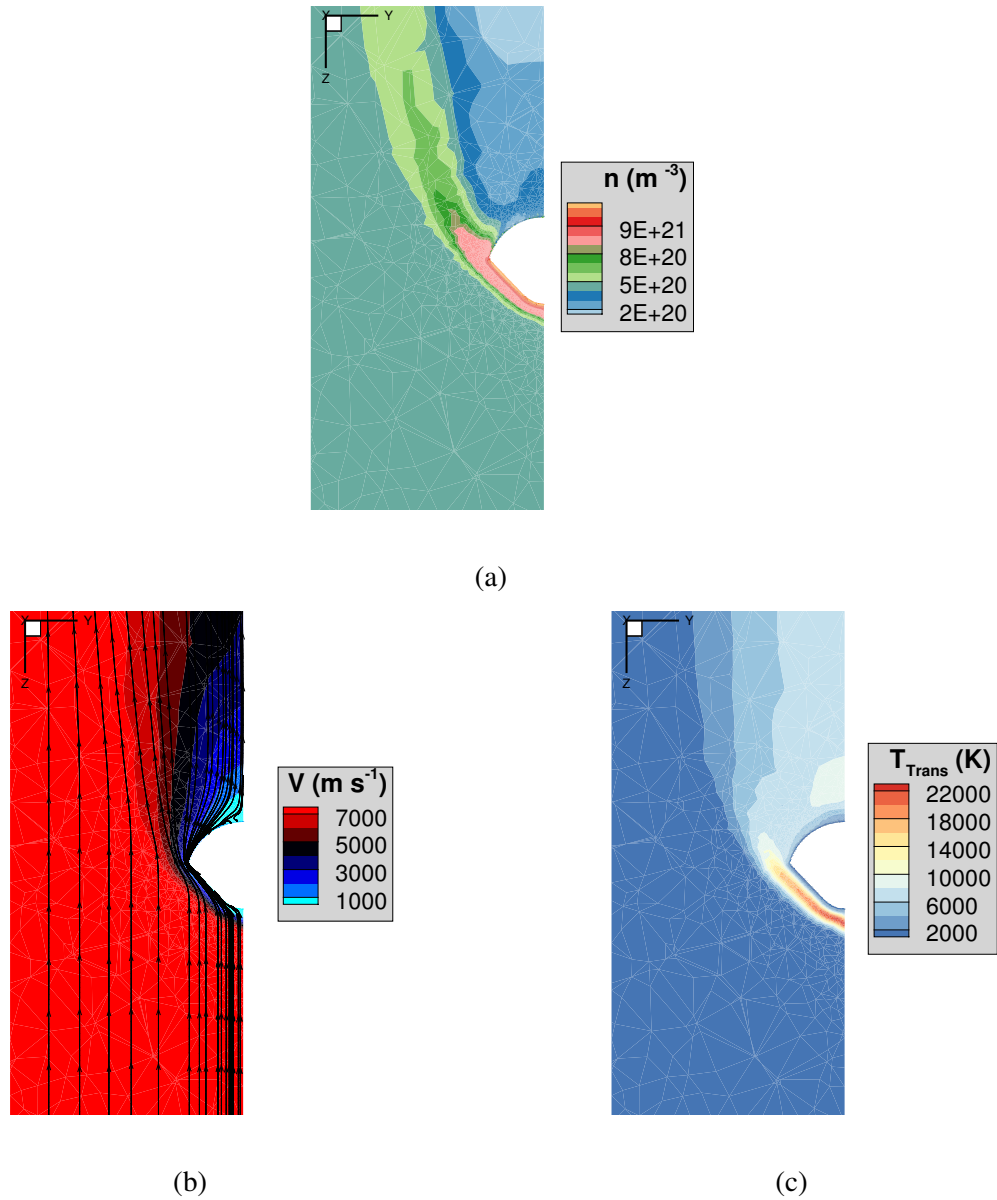 X Y
Z
n (m -3)
9E+21
8E+20
5E+20
2E+20
(a)
X Y
Z
V (m s-1)
7000
5000
3000
1000
(b)
X Y
Z
TTrans (K)
22000
18000
14000
10000
6000
2000
(c)